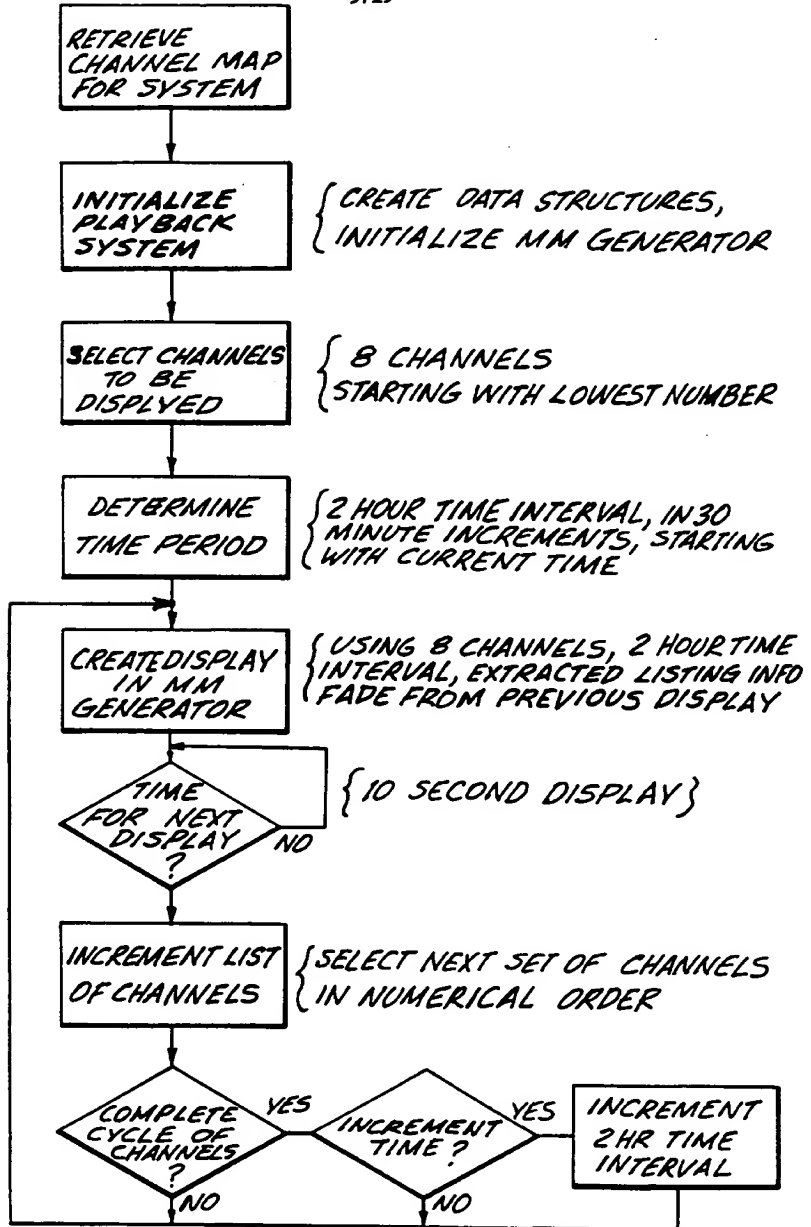 RETRIEVE
CHANNEL MAP
FOR SYSTEM
INITIALIZE
PLAYBACK
SYSTEM
{CREATE DATA STRUCTURES,
INITIALIZE MM GENERATOR
SELECT CHANNELS
TO BE
DISPLYED
{8 CHANNELS
STARTING WITH LOWEST NUMBER
DETERMINE
TIME PERIOD
{2 HOUR TIME INTERVAL, IN 30
MINUTE INCREMENTS, STARTING
WITH CURRENT TIME
CREATE DISPLAY
IN MM
GENERATOR
{USING 8 CHANNELS, 2 HOUR TIME
INTERVAL, EXTRACTED LISTING INFO
FADE FROM PREVIOUS DISPLAY
TIME
FOR NEXT
DISPLAY
?
NO
{10 SECOND DISPLAY}
INCREMENT LIST
OF CHANNELS
{SELECT NEXT SET OF CHANNELS
IN NUMERICAL ORDER
COMPLETE
CYCLE OF
CHANNELS
?
YES
NO
INCREMENT
TIME?
YES
NO
INCREMENT
2 HR TIME
INTERVAL